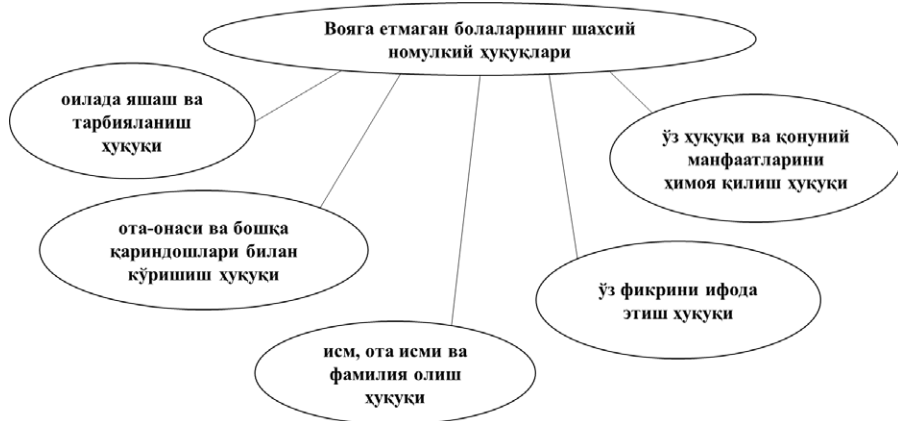 Вояга етмаган болаларнинг шахсий
номулкий ҳуқуқлари
оилада яшаш ва
тарбияланиш
ҳуқуқи
ота-онаси ва бошқа
қариндошлари билан
кўришиш ҳуқуқи
исм, ота исми ва
фамилия олиш
ҳуқуқи
ўз фикрини ифода
этиш ҳуқуқи
ўз ҳуқуқи ва қонуний
манфаатларини
ҳимоя қилиш ҳуқуқи